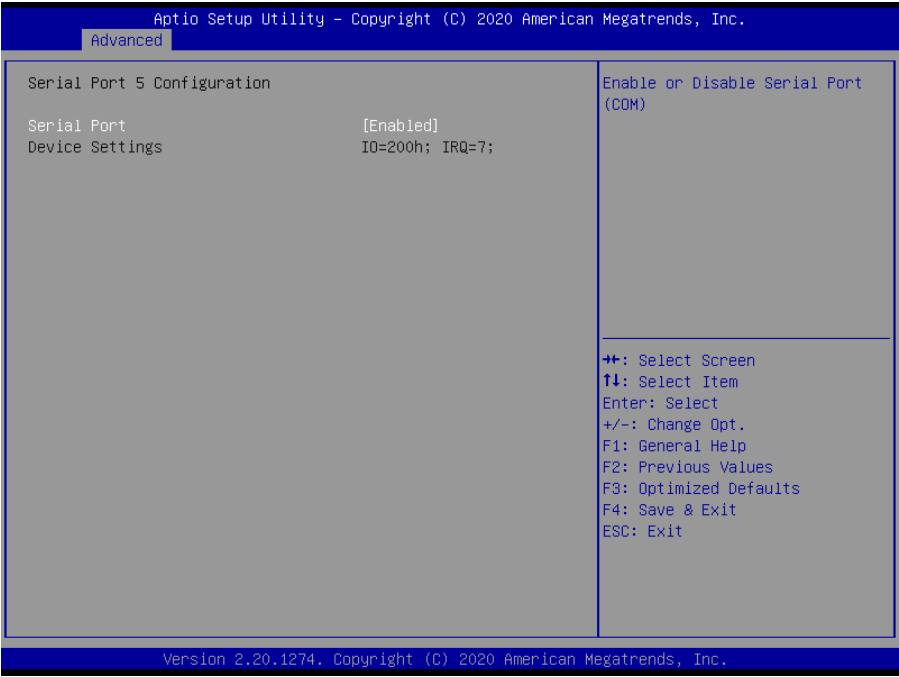 Aptio Setup Utility – Copyright (C) 2020 American Megatrends, Inc.
Advanced
Serial Port 5 Configuration
Serial Port [Enabled]
Device Settings IO=200h; IRQ=7;
Enable or Disable Serial Port
(COM)
→←: Select Screen
↑↓: Select Item
Enter: Select
+/-: Change Opt.
F1: General Help
F2: Previous Values
F3: Optimized Defaults
F4: Save & Exit
ESC: Exit
Version 2.20.1274. Copyright (C) 2020 American Megatrends, Inc.